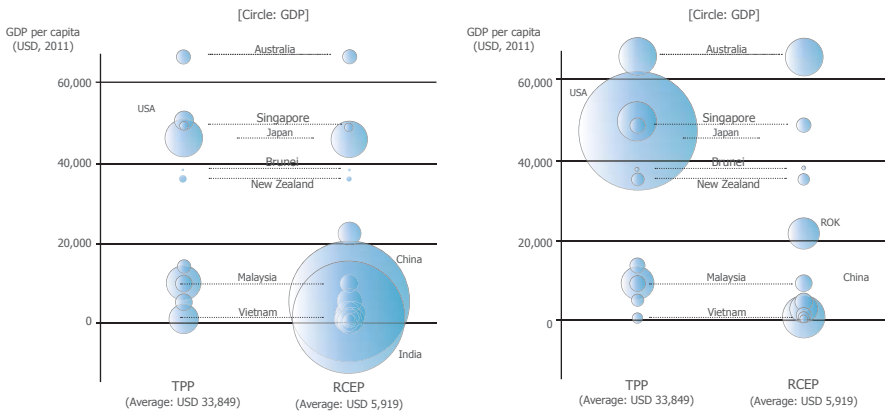 [Circle: GDP]
GDP per capita
(USD, 2011)
Australia
60,000
USA
Singapore
Japan
40,000
Brunei
New Zealand
20,000
China
Malaysia
Vietnam
0
India
TPP
(Average: USD 33,849)
RCEP
(Average: USD 5,919)
[Circle: GDP]
GDP per capita
(USD, 2011)
Australia
60,000
USA
Singapore
Japan
40,000
Brunei
New Zealand
ROK
20,000
Malaysia
China
Vietnam
0
TPP
(Average: USD 33,849)
RCEP
(Average: USD 5,919)